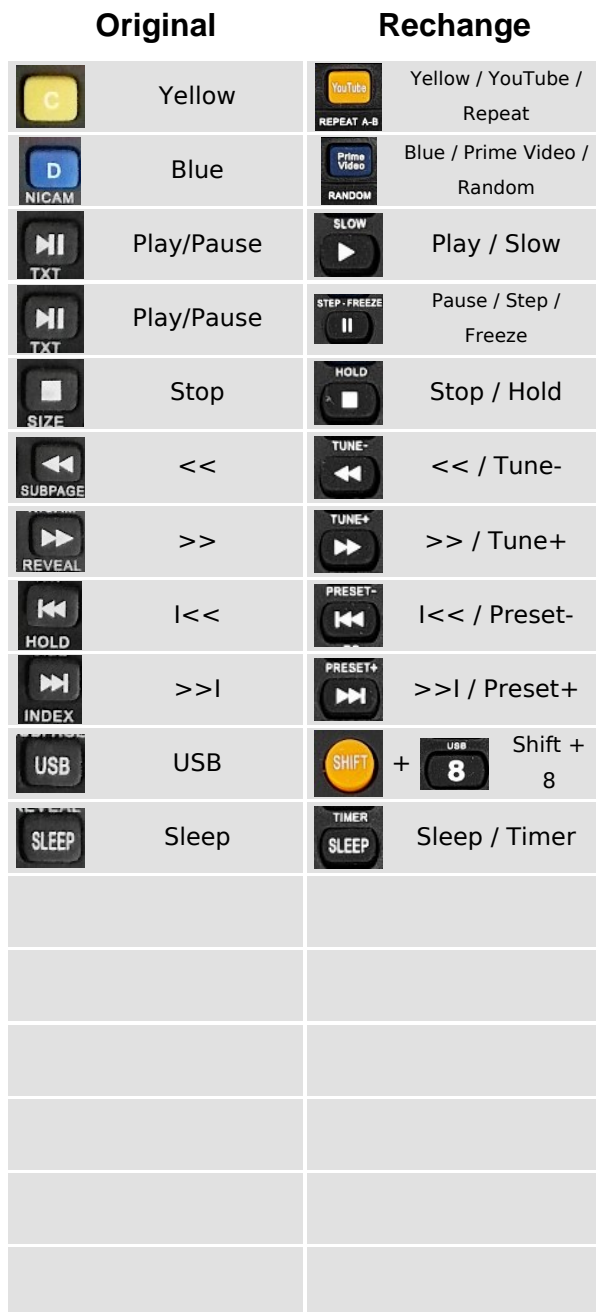 Original Rechange
C Yellow YouTube REPEAT A-B Yellow / YouTube /
Repeat
D NICAM Blue Prime Video RANDOM Blue / Prime Video /
Random
TXT Play/Pause SLOW Play / Slow
TXT Play/Pause STEP-FREEZE Pause / Step /
Freeze
SIZE Stop HOLD Stop / Hold
SUBPAGE << TUNE- << / Tune-
REVEAL >> TUNE+ >> / Tune+
HOLD I<< PRESET- I<< / Preset-
INDEX >>I PRESET+ >>I / Preset+
USB USB SHIFT + USB 8 Shift +
8
SLEEP Sleep TIMER SLEEP Sleep / Timer